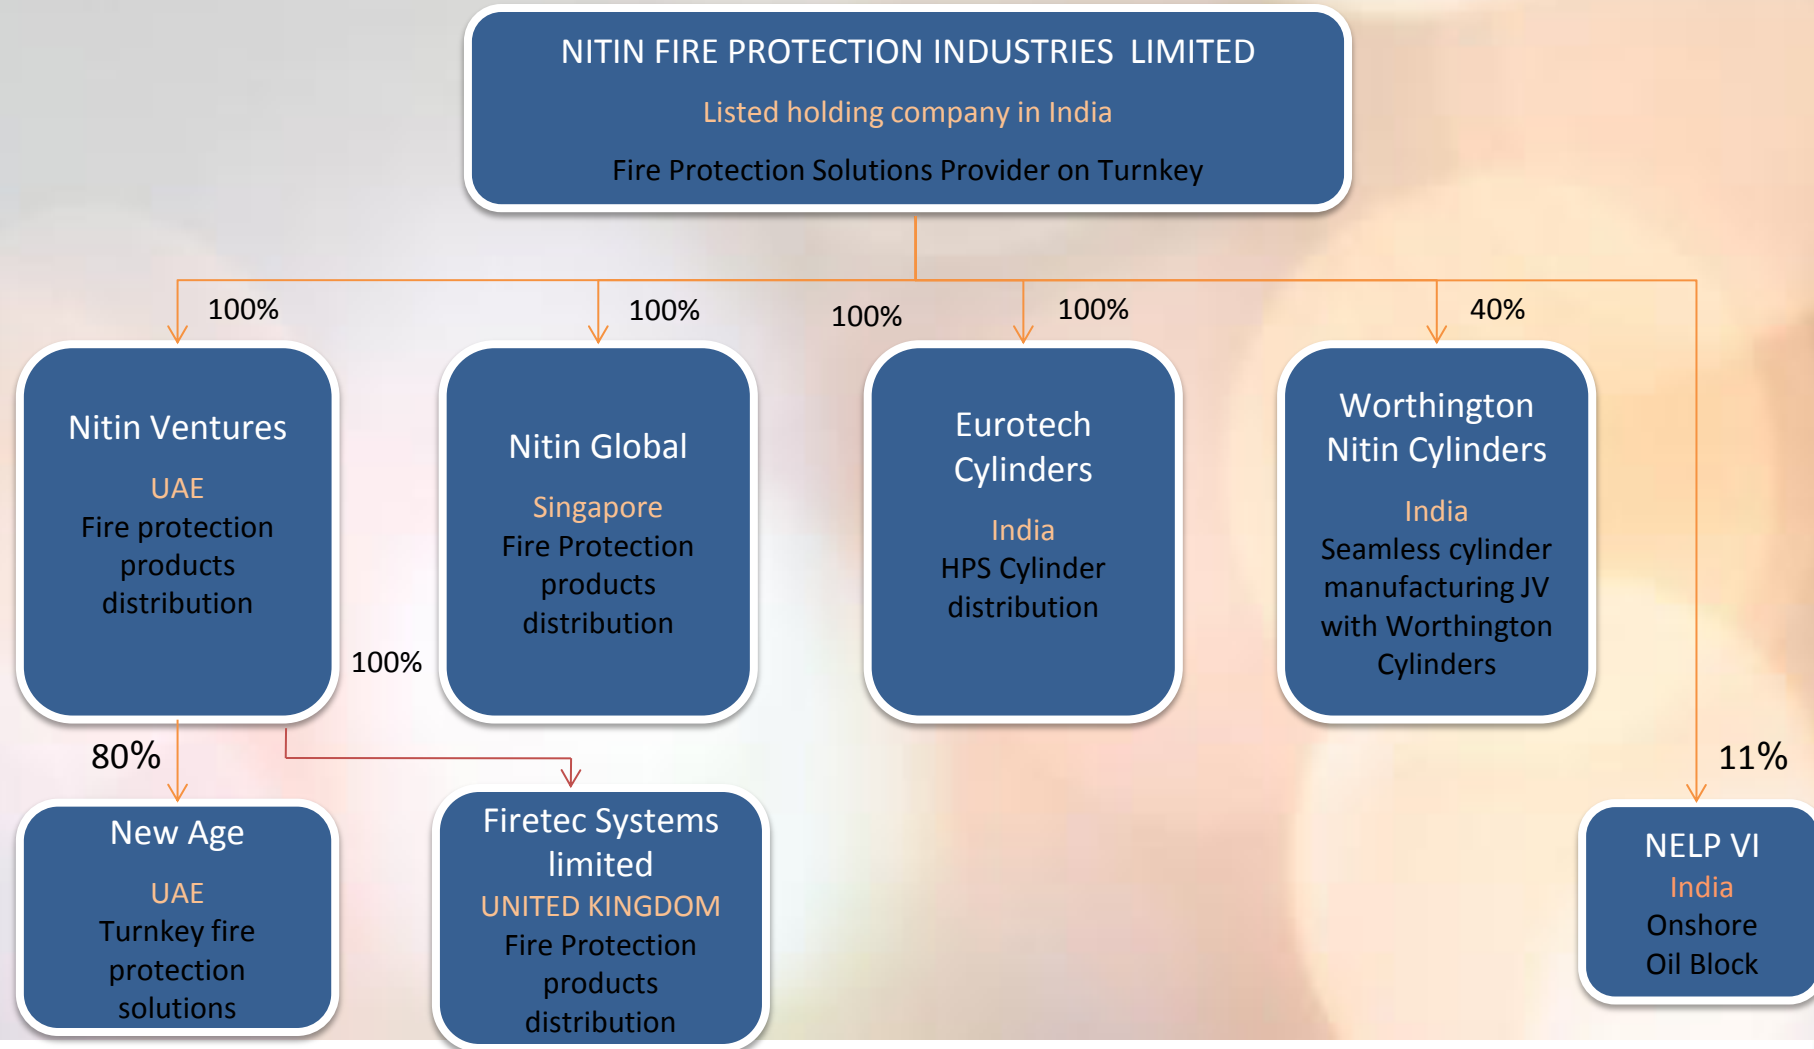 NITIN FIRE PROTECTION INDUSTRIES LIMITED
Listed holding company in India
Fire Protection Solutions Provider on Turnkey
100%
100%
100%
100%
40%
Nitin Ventures
UAE
Fire protection
products
distribution
Nitin Global
Singapore
Fire Protection
products
distribution
Eurotech
Cylinders
India
HPS Cylinder
distribution
Worthington
Nitin Cylinders
India
Seamless cylinder
manufacturing JV
with Worthington
Cylinders
100%
80%
11%
New Age
UAE
Turnkey fire
protection
solutions
Firetec Systems
limited
UNITED KINGDOM
Fire Protection
products
distribution
NELP VI
India
Onshore
Oil Block